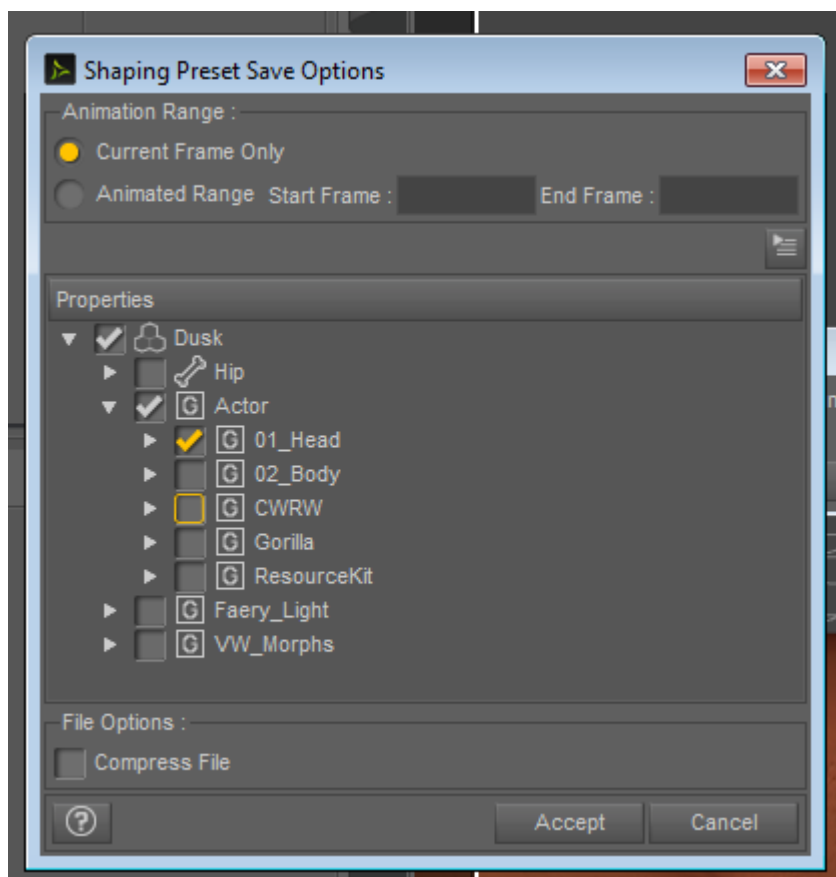 Shaping Preset Save Options
Animation Range :
Current Frame Only
Animated Range Start Frame : End Frame :
Properties
Dusk
Hip
G Actor
G 01_Head
G 02_Body
G CWRW
G Gorilla
G ResourceKit
G Faery_Light
G VW_Morphs
File Options :
Compress File
? Accept Cancel